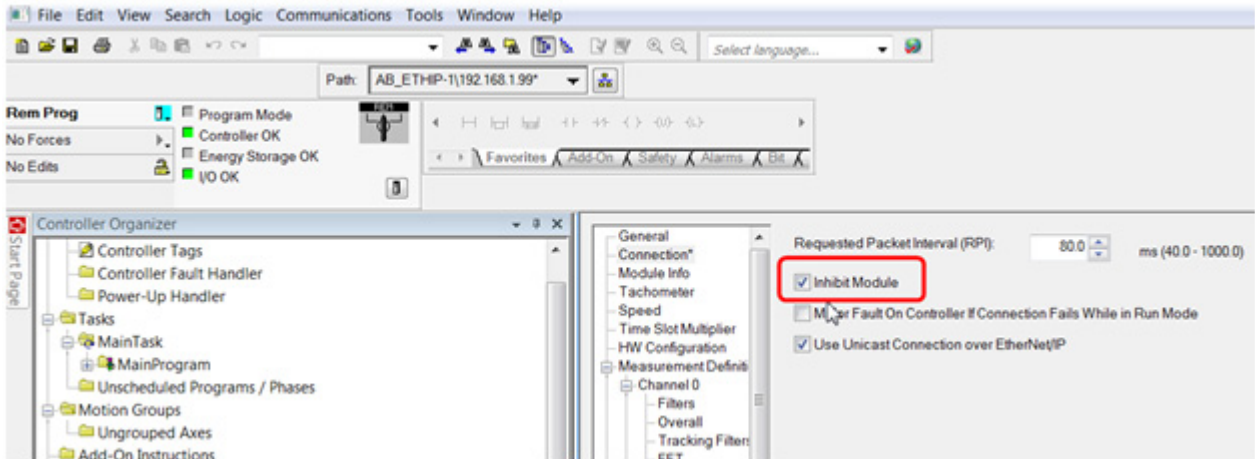 File Edit View Search Logic Communications Tools Window Help
Select language...
Path: AB_ETHIP-1\192.168.1.99*
Rem Prog
Program Mode
REM
No Forces
Controller OK
Energy Storage OK
No Edits
I/O OK
Favorites Add-On Safety Alarms Bit
Start Page
Controller Organizer
Controller Tags
Controller Fault Handler
Power-Up Handler
Tasks
MainTask
MainProgram
Unscheduled Programs / Phases
Motion Groups
Ungrouped Axes
Add-On Instructions
General
Connection*
Module Info
Tachometer
Speed
Time Slot Multiplier
HW Configuration
Measurement Definiti
Channel 0
Filters
Overall
Tracking Filters
FFT
Requested Packet Interval (RPI): 80.0 ms (40.0 - 1000.0)
Inhibit Module
Fault On Controller If Connection Fails While in Run Mode
Use Unicast Connection over EtherNet/IP